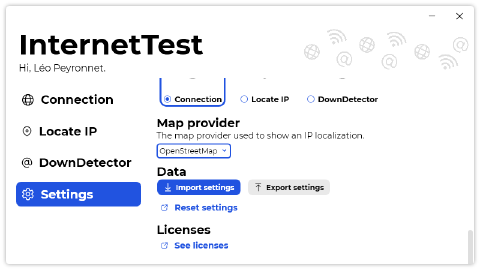 InternetTest
Hi, Léo Peyronnet.
Connection
Locate IP
DownDetector
Settings
Connection Locate IP DownDetector
Map provider
The map provider used to show an IP localization.
OpenStreetMap
Data
Import settings Export settings
Reset settings
Licenses
See licenses